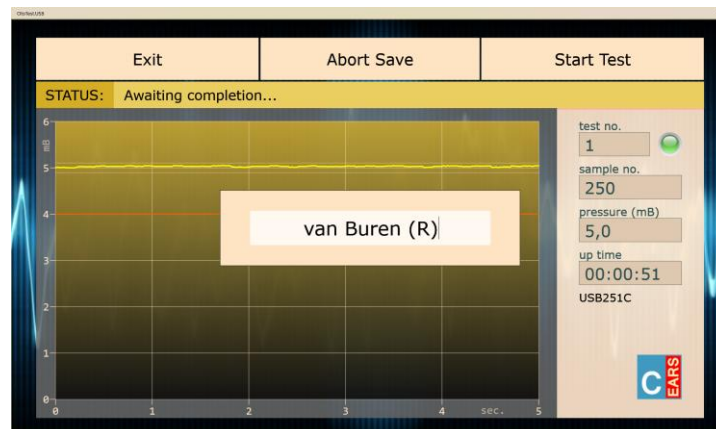 OtoTest USB
Exit
Abort Save
Start Test
STATUS: Awaiting completion...
6
mB
5
4
3
2
1
0
0 1 2 3 4 sec. 5
van Buren (R)
test no.
1
sample no.
250
pressure (mB)
5,0
up time
00:00:51
USB251C
C EARS